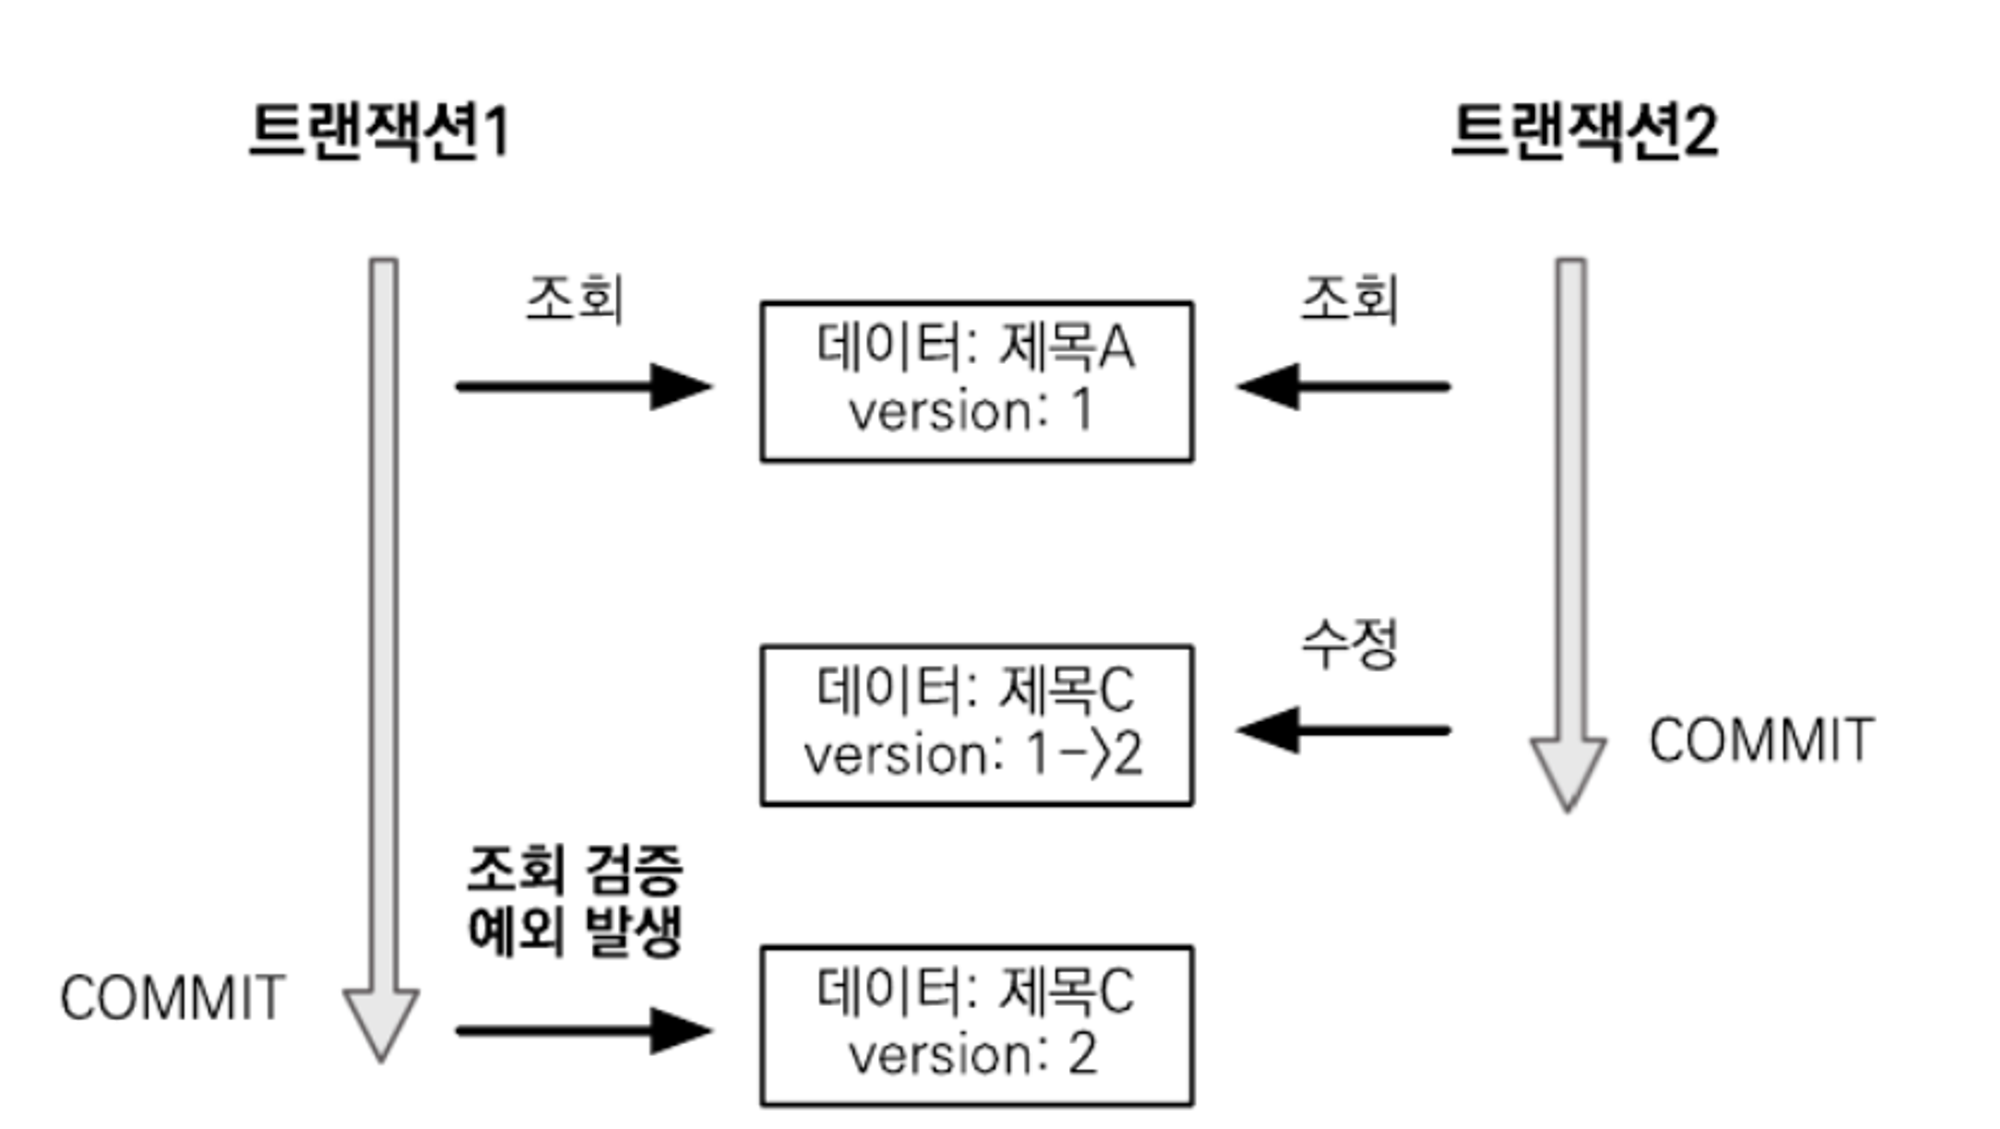 트랜잭션1
트랜잭션2
조회
조회
데이터: 제목A
version: 1
수정
데이터: 제목C
version: 1->2
COMMIT
조회 검증
예외 발생
COMMIT
데이터: 제목C
version: 2